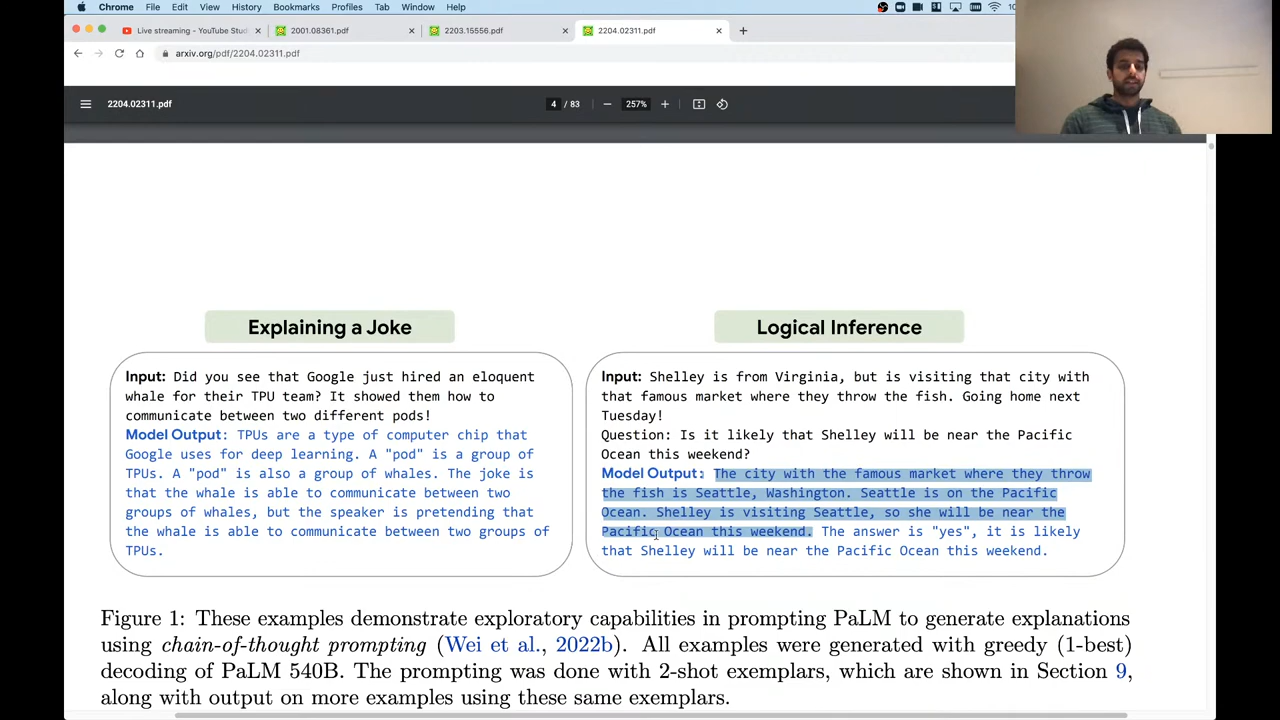 Chrome File Edit View History Bookmarks Profiles Tab Window Help
Live streaming - YouTube Stud
2001.08361.pdf
2203.15556.pdf
2204.02311.pdf
arxiv.org/pdf/2204.02311.pdf
2204.02311.pdf
4 / 83
257%
Explaining a Joke
Input: Did you see that Google just hired an eloquent
whale for their TPU team? It showed them how to
communicate between two different pods!
Model Output: TPUs are a type of computer chip that
Google uses for deep learning. A "pod" is a group of
TPUs. A "pod" is also a group of whales. The joke is
that the whale is able to communicate between two
groups of whales, but the speaker is pretending that
the whale is able to communicate between two groups of
TPUs.
Logical Inference
Input: Shelley is from Virginia, but is visiting that city with
that famous market where they throw the fish. Going home next
Tuesday!
Question: Is it likely that Shelley will be near the Pacific
Ocean this weekend?
Model Output: The city with the famous market where they throw
the fish is Seattle, Washington. Seattle is on the Pacific
Ocean. Shelley is visiting Seattle, so she will be near the
Pacific Ocean this weekend. The answer is "yes", it is likely
that Shelley will be near the Pacific Ocean this weekend.
Figure 1: These examples demonstrate exploratory capabilities in prompting PaLM to generate explanations
using chain-of-thought prompting (Wei et al., 2022b). All examples were generated with greedy (1-best)
decoding of PaLM 540B. The prompting was done with 2-shot exemplars, which are shown in Section 9,
along with output on more examples using these same exemplars.